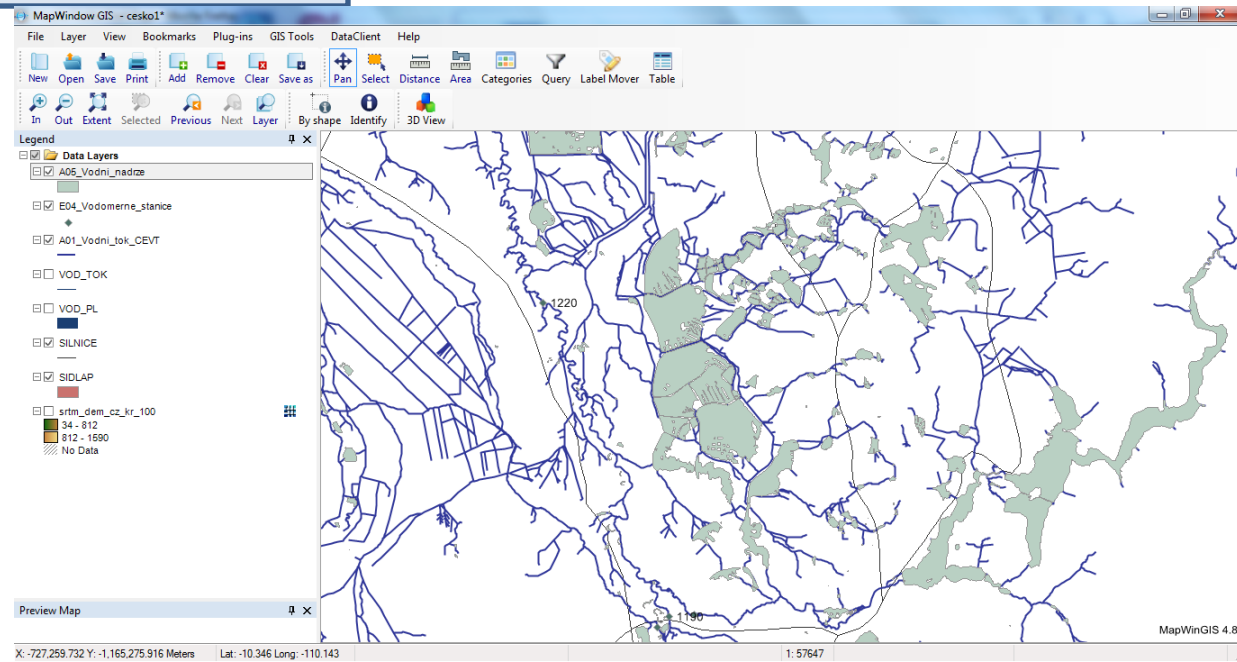 MapWindow GIS - cesko1*
File Layer View Bookmarks Plug-ins GIS Tools DataClient Help
New Open Save Print Add Remove Clear Save as Pan Select Distance Area Categories Query Label Mover Table
In Out Extent Selected Previous Next Layer By shape Identify 3D View
Legend
Data Layers
A05_Vodni_nadrze
E04_Vodomerne_stanice
A01_Vodni_tok_CEVT
VOD_TOK
VOD_PL
SILNICE
SIDLAP
srtm_dem_cz_kr_100
34 - 812
812 - 1590
No Data
1220
1190
Preview Map
MapWinGIS 4.8
X: -727,259.732 Y: -1,165,275.916 Meters Lat: -10.346 Long: -110.143 1: 57647